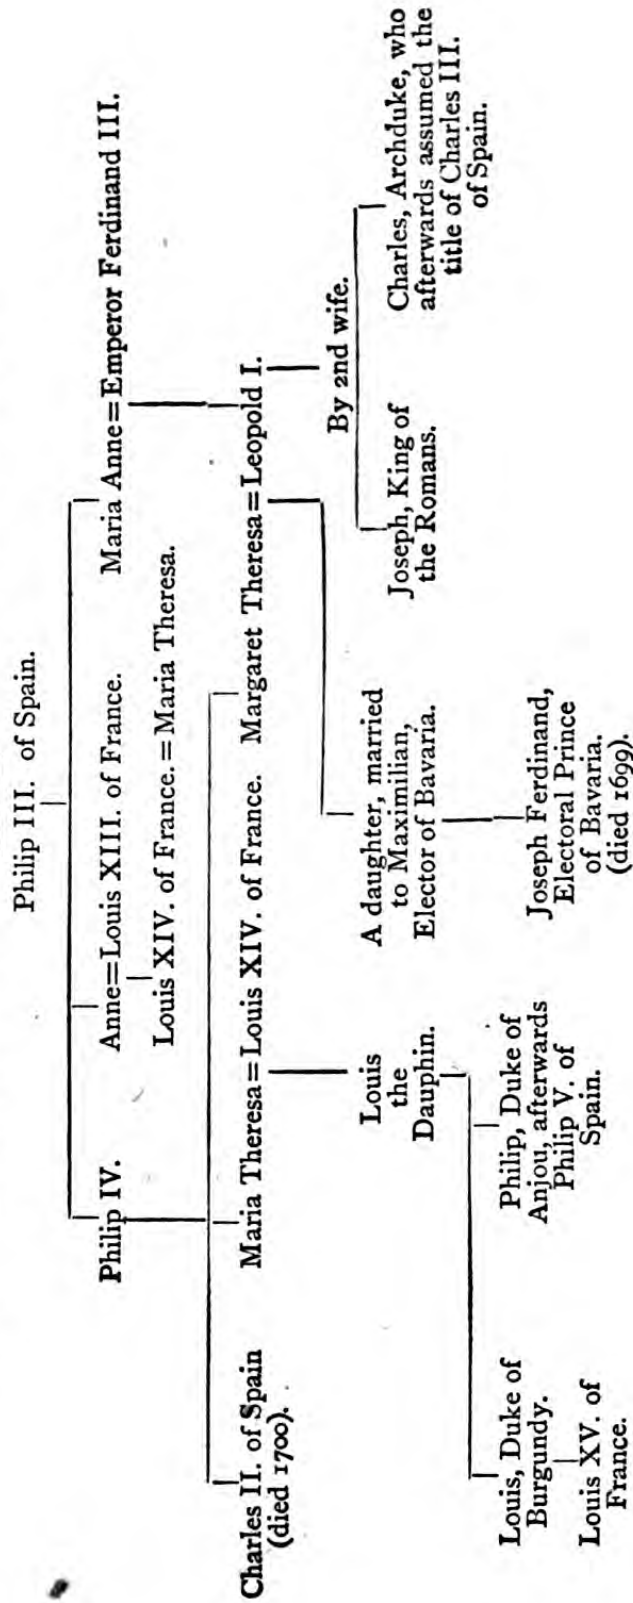 Philip III. of Spain.
Philip IV.
Anne=Louis XIII. of France.
Maria Anne=Emperor Ferdinand III.
Louis XIV. of France.=Maria Theresa.
Charles II. of Spain
(died 1700).
Maria Theresa=Louis XIV. of France.
Margaret Theresa=Leopold I.
By 2nd wife.
Louis
the
Dauphin.
A daughter, married
to Maximilian,
Elector of Bavaria.
Joseph, King of
the Romans.
Charles, Archduke, who
afterwards assumed the
title of Charles III.
of Spain.
Louis, Duke of
Burgundy.
Philip, Duke of
Anjou, afterwards
Philip V. of
Spain.
Joseph Ferdinand,
Electoral Prince
of Bavaria.
(died 1699).
Louis XV. of
France.